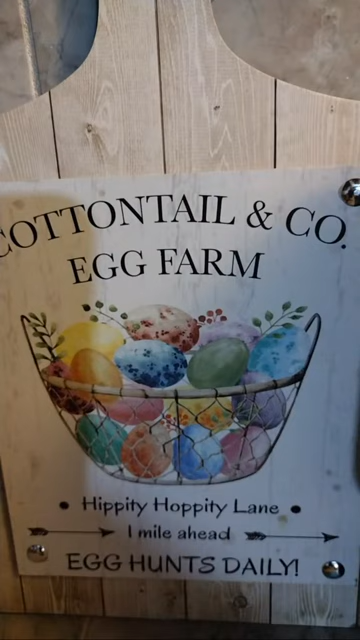 COTTONTAIL & CO.
EGG FARM
• Hippity Hoppity Lane •
1 mile ahead
EGG HUNTS DAILY!